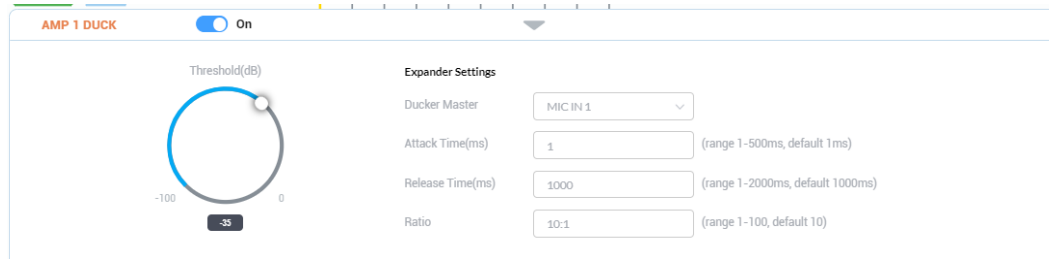 AMP 1 DUCK On
Threshold(dB)
-100 0
-35
Expander Settings
Ducker Master MIC IN 1
Attack Time(ms) 1 (range 1-500ms, default 1ms)
Release Time(ms) 1000 (range 1-2000ms, default 1000ms)
Ratio 10:1 (range 1-100, default 10)